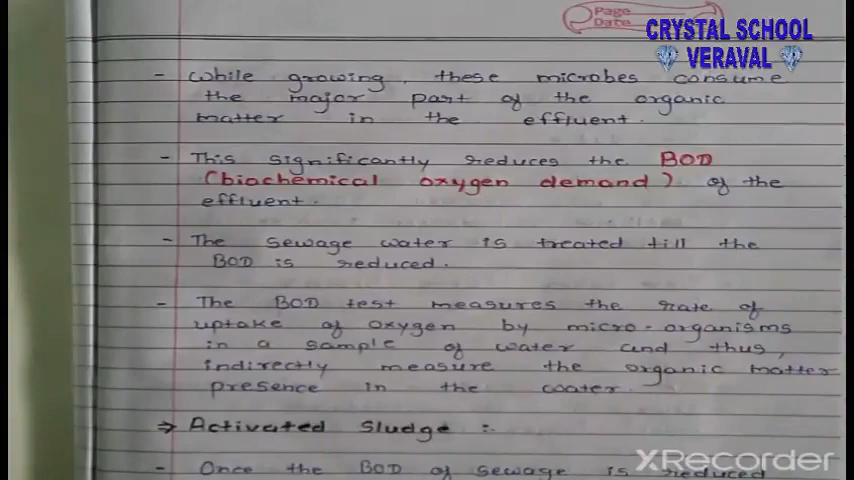 Page
Date
CRYSTAL SCHOOL
VERAVAL
- While growing, these microbes consume
the major part of the organic
matter in the effluent.
- This significantly reduces the BOD
(biochemical oxygen demand) of the
effluent.
- The sewage water is treated till the
BOD is reduced.
- The BOD test measures the rate of
uptake of oxygen by micro-organisms
in a sample of water and thus,
indirectly measure the organic matter
presence in the water.
⇒ Activated Sludge :-
- Once the BOD of sewage is reduced
XRecorder